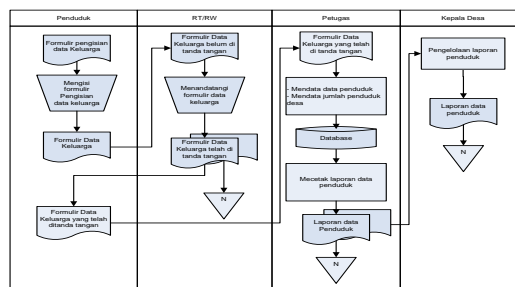 Penduduk
RT/RW
Petugas
Kepala Desa
Formulir pengisian
data Keluarga
Mengisi
formulir
Pengisian
data keluarga
Formulir Data
Keluarga
Formulir Data
Keluarga yang telah
ditanda tangan
Formulir Data
Keluarga belum di
tanda tangan
Menandatangi
formulir data
keluarga
Formulir Data
Keluarga telah di
tanda tangan
N
Formulir Data
Keluarga yang telah
di tanda tangan
- Mendata data penduduk
- Mendata jumlah penduduk
desa
Database
Mecetak laporan data
penduduk
Laporan data
Penduduk
N
Pengelolaan laporan
penduduk
Laporan data
penduduk
N